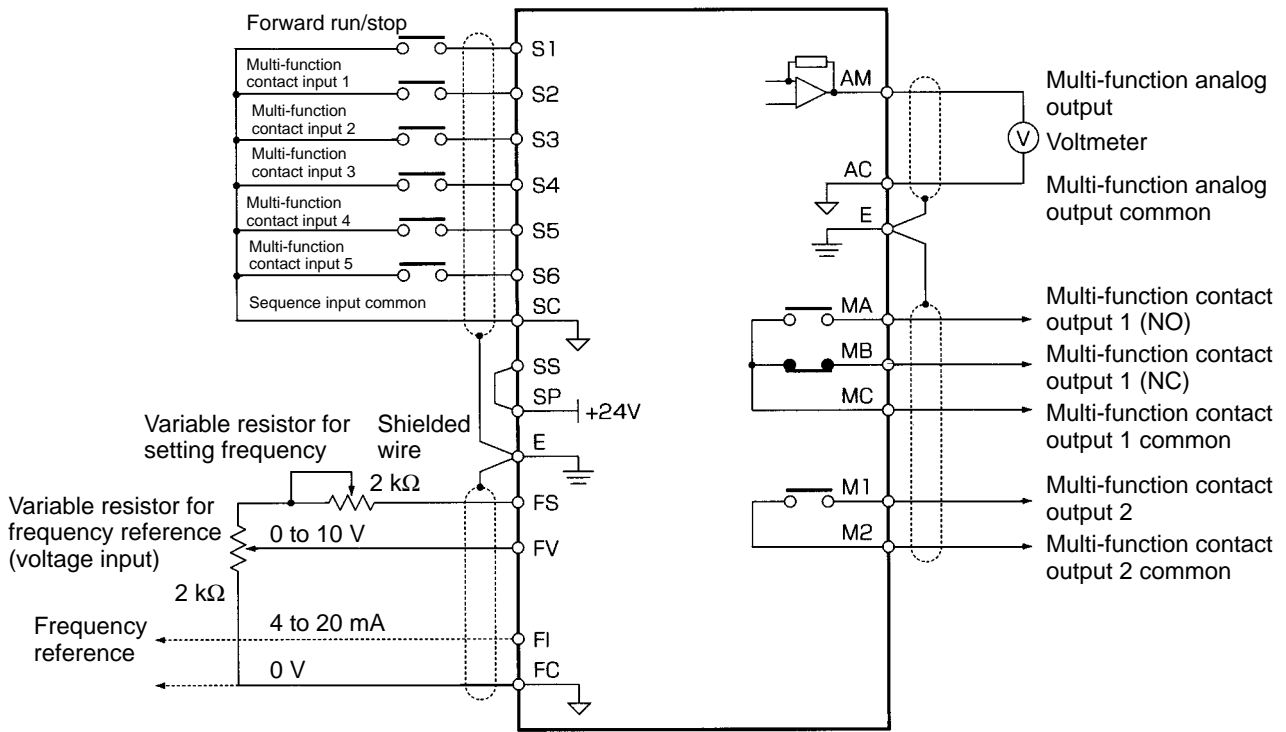 Forward run/stop
S1
Multi-function
contact input 1
S2
Multi-function
contact input 2
S3
Multi-function
contact input 3
S4
Multi-function
contact input 4
S5
Multi-function
contact input 5
S6
Sequence input common
SC
SS
SP
+24V
E
Variable resistor for
setting frequency
Shielded
wire
2 kΩ
FS
Variable resistor for
frequency reference
(voltage input)
0 to 10 V
FV
2 kΩ
Frequency
reference
4 to 20 mA
FI
0 V
FC
AM
Multi-function analog
output
V
Voltmeter
AC
Multi-function analog
output common
E
MA
Multi-function contact
output 1 (NO)
MB
Multi-function contact
output 1 (NC)
MC
Multi-function contact
output 1 common
M1
Multi-function contact
output 2
M2
Multi-function contact
output 2 common